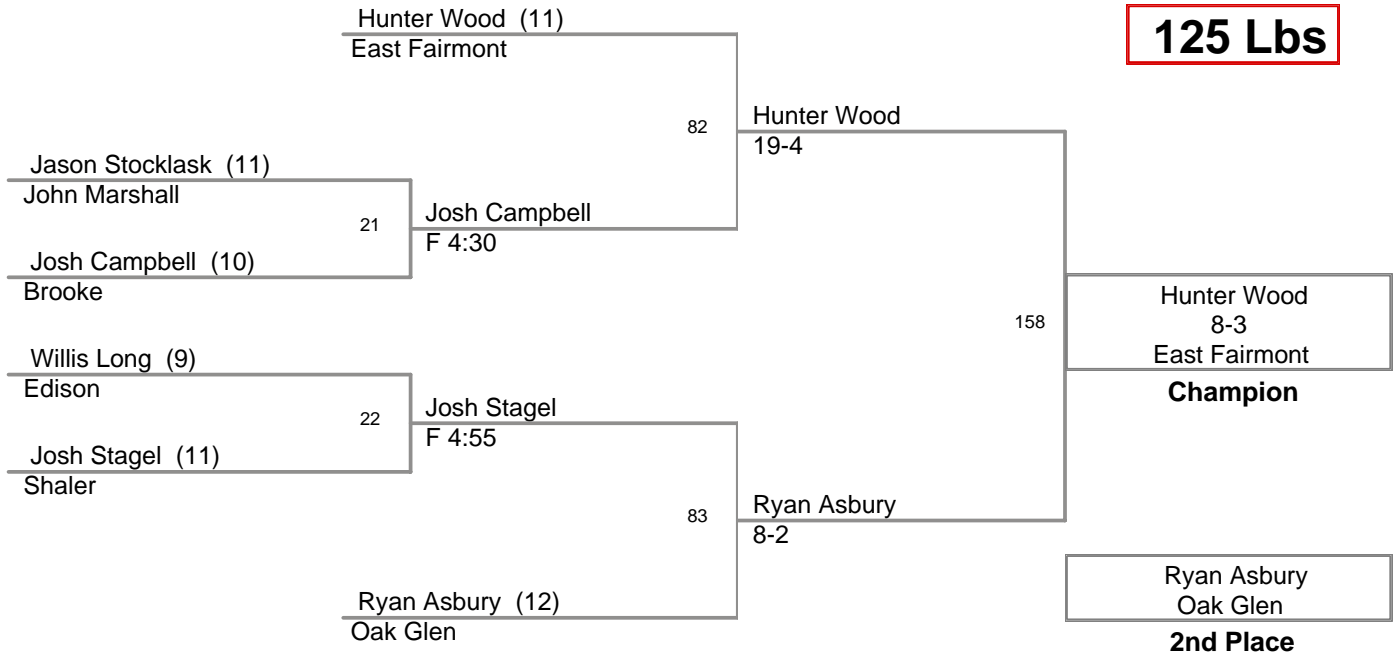 Hunter Wood (11)
East Fairmont
125 Lbs
82
Hunter Wood
19-4
Jason Stocklask (11)
John Marshall
21
Josh Campbell
F 4:30
Josh Campbell (10)
Brooke
158
Hunter Wood
8-3
East Fairmont
Champion
Willis Long (9)
Edison
22
Josh Stagel
F 4:55
Josh Stagel (11)
Shaler
83
Ryan Asbury
8-2
Ryan Asbury (12)
Oak Glen
Ryan Asbury
Oak Glen
2nd Place